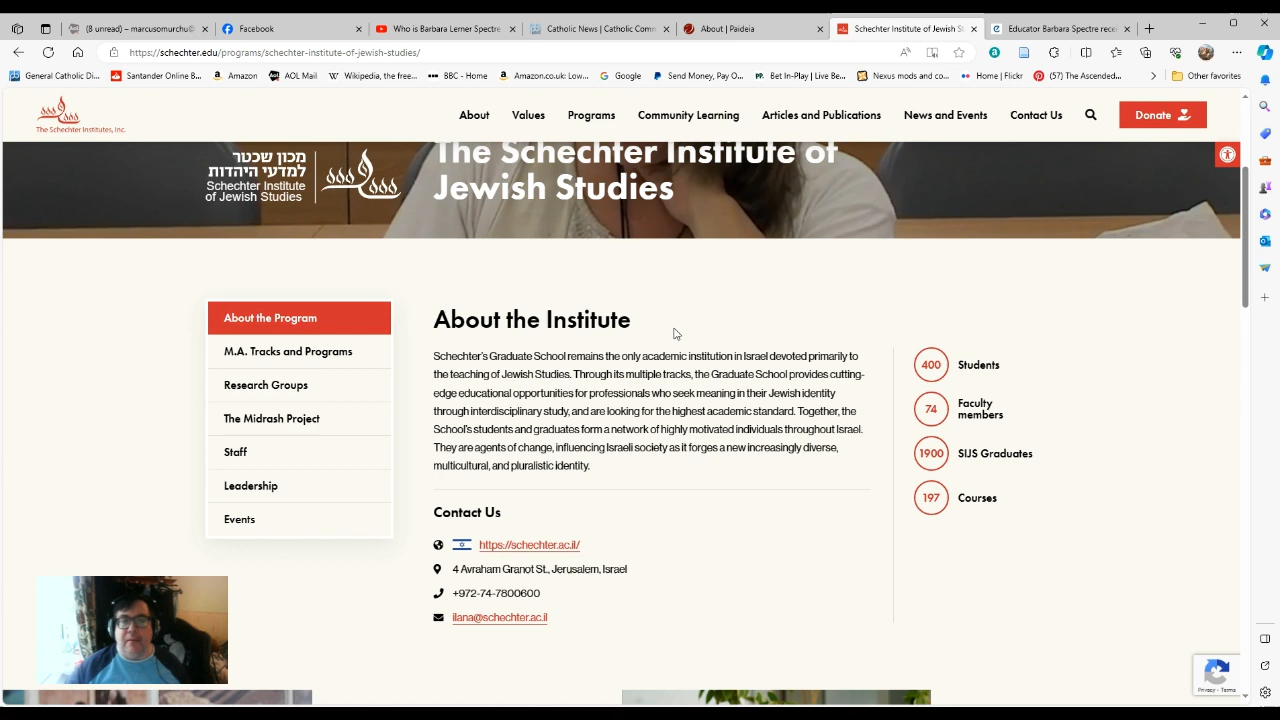 (8 unread) — marcusomurchu@
Facebook
Who is Barbara Lerner Spectre
Catholic News | Catholic Comm
About | Paideia
Schechter Institute of Jewish St
Educator Barbara Spectre rece
https://schechter.edu/programs/schechter-institute-of-jewish-studies/
General Catholic Di...
Santander Online B...
Amazon
AOL Mail
Wikipedia, the free...
BBC - Home
Amazon.co.uk: Low...
Google
Send Money, Pay O...
Bet In-Play | Live Be...
Nexus mods and co...
Home | Flickr
(57) The Ascended...
Other favorites
The Schechter Institutes, Inc.
About
Values
Programs
Community Learning
Articles and Publications
News and Events
Contact Us
Donate
מכון שכטר
למדעי היהדות
Schechter Institute
of Jewish Studies
The Schechter Institute of
Jewish Studies
About the Program
M.A. Tracks and Programs
Research Groups
The Midrash Project
Staff
Leadership
Events
About the Institute
Schechter's Graduate School remains the only academic institution in Israel devoted primarily to
the teaching of Jewish Studies. Through its multiple tracks, the Graduate School provides cutting-
edge educational opportunities for professionals who seek meaning in their Jewish identity
through interdisciplinary study, and are looking for the highest academic standard. Together, the
School's students and graduates form a network of highly motivated individuals throughout Israel.
They are agents of change, influencing Israeli society as it forges a new increasingly diverse,
multicultural, and pluralistic identity.
Contact Us
https://schechter.ac.il/
4 Avraham Granot St., Jerusalem, Israel
+972-74-7800600
ilana@schechter.ac.il
400 Students
74 Faculty
members
1900 SIJS Graduates
197 Courses
Privacy - Terms